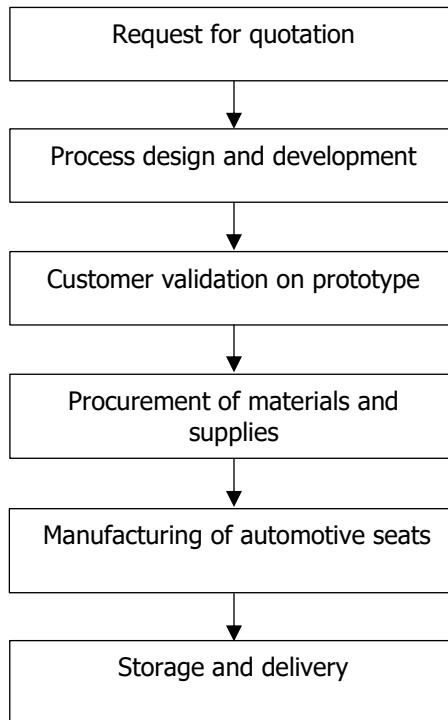 Request for quotation
Process design and development
Customer validation on prototype
Procurement of materials and
supplies
Manufacturing of automotive seats
Storage and delivery